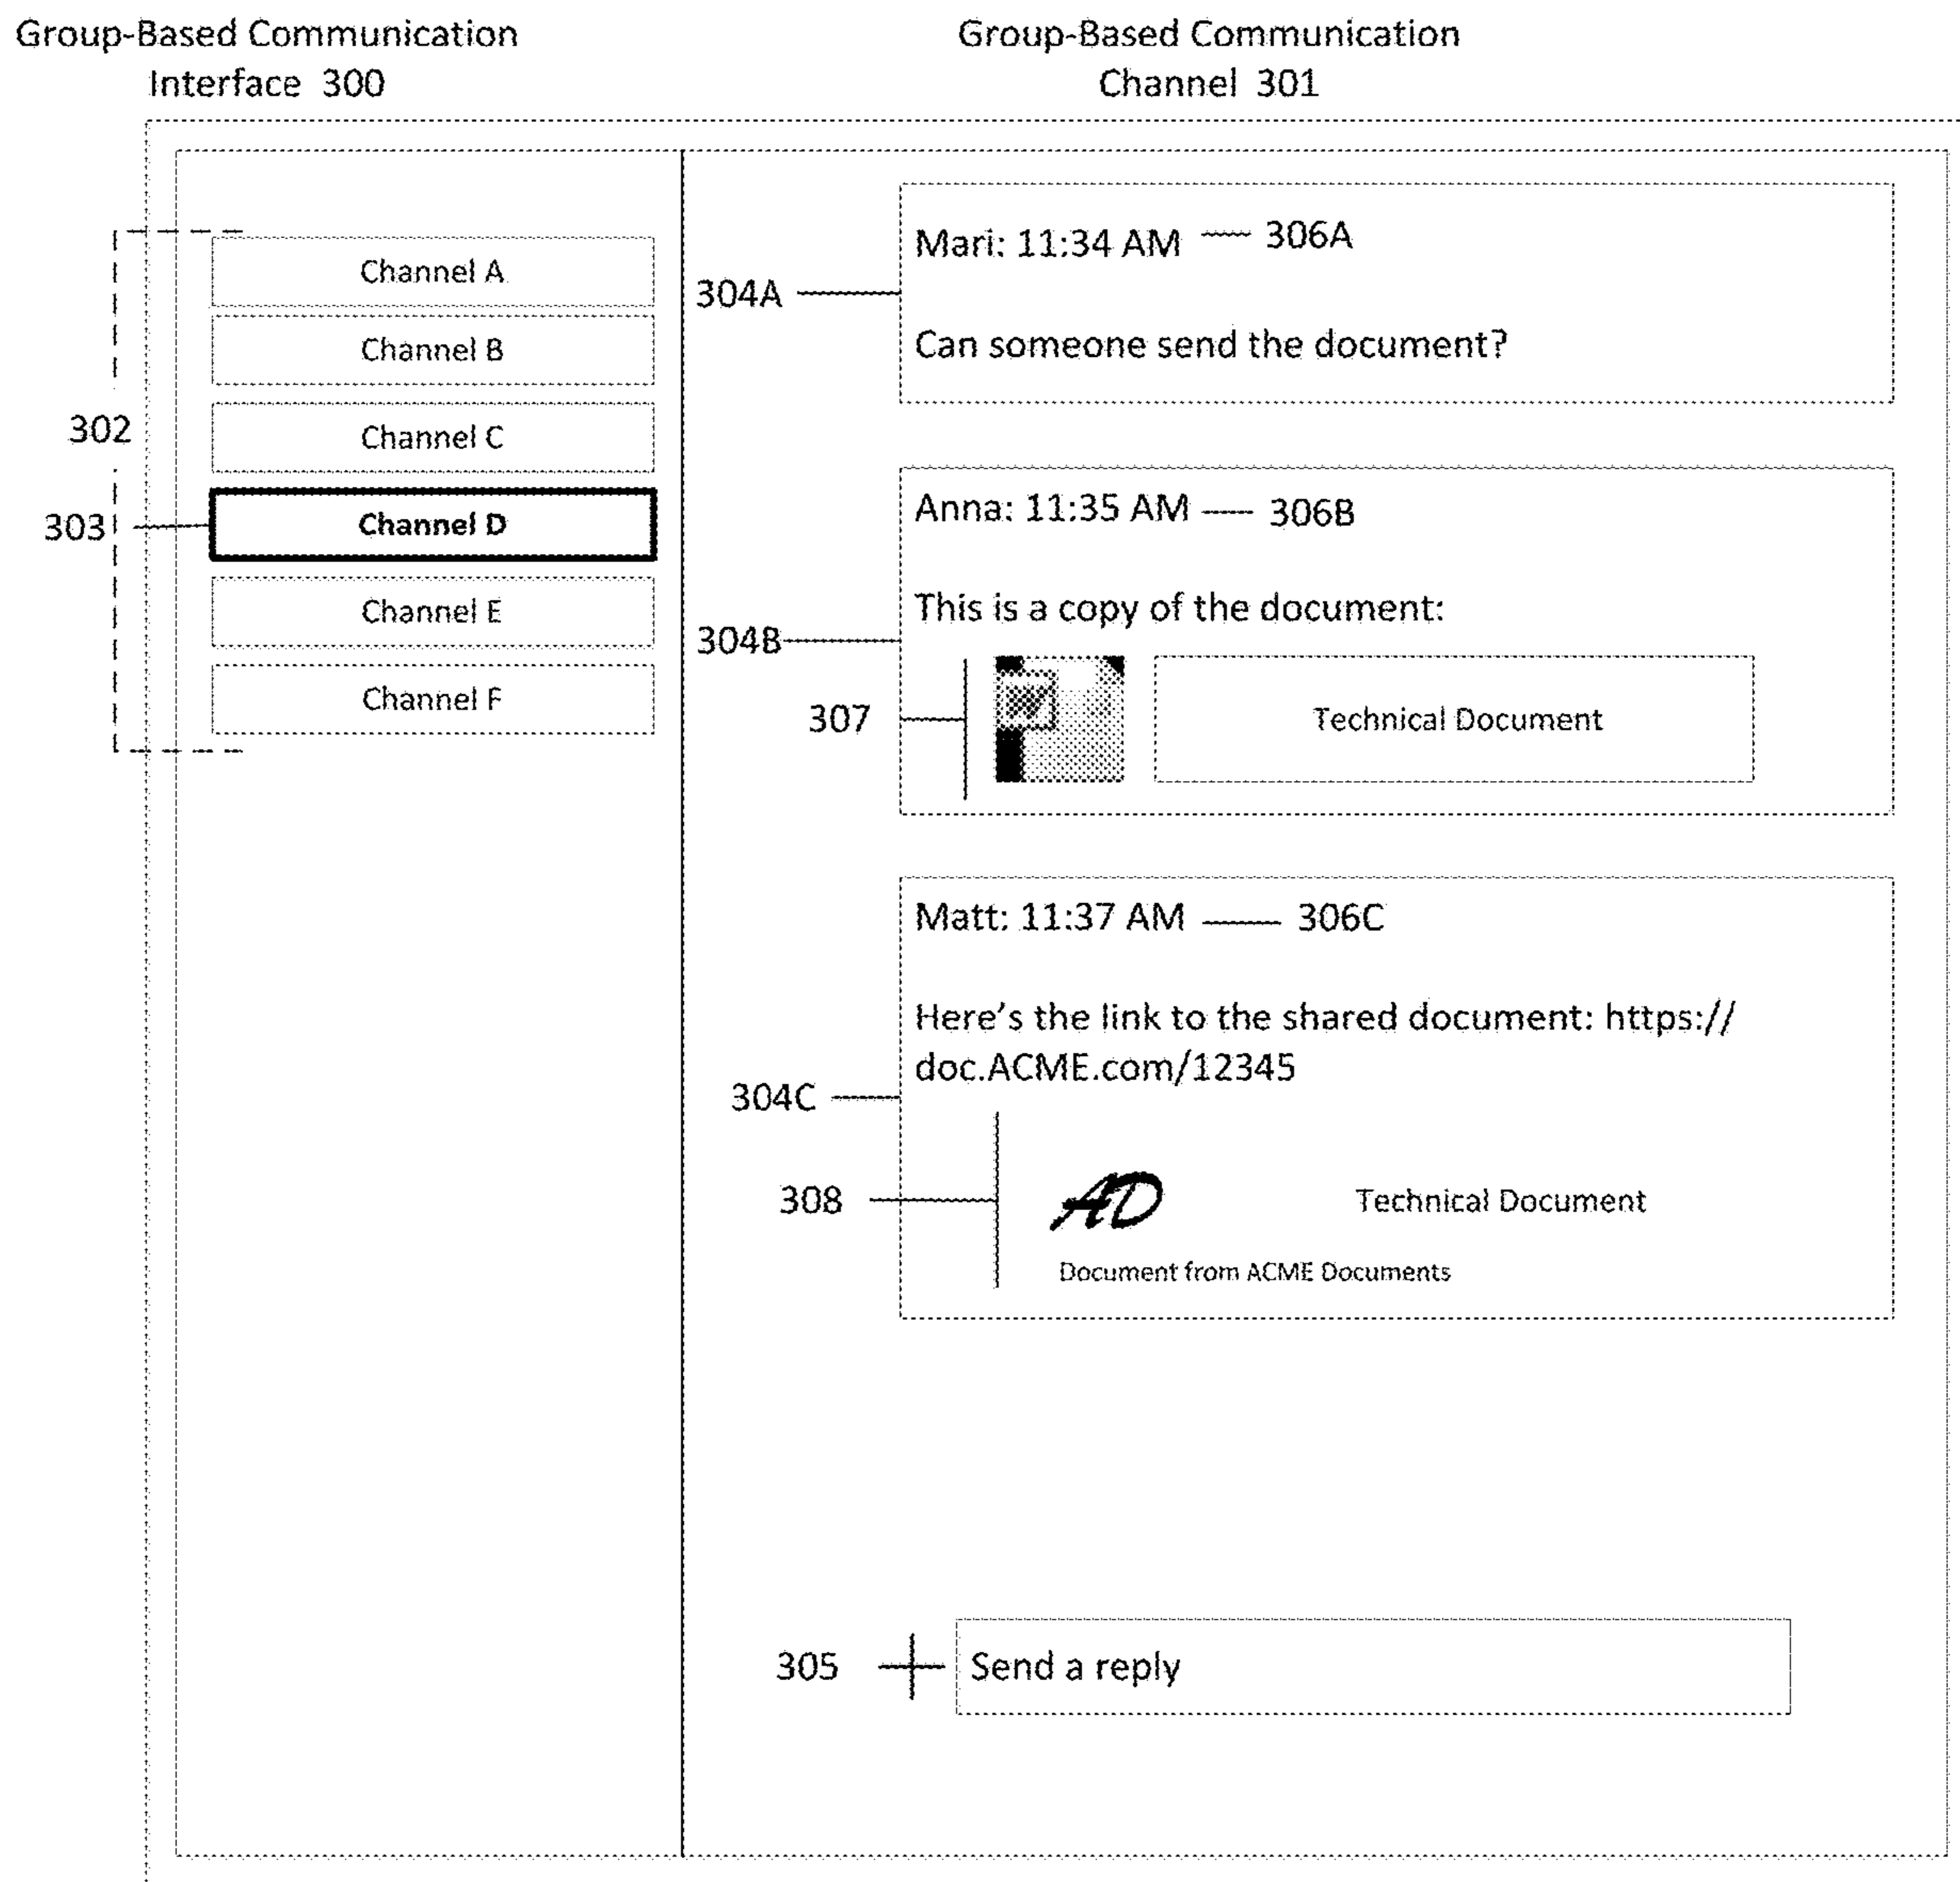 Group-Based Communication
Interface 300
Group-Based Communication
Channel 301
302
303
Channel A
Channel B
Channel C
Channel D
Channel E
Channel F
304A
Mari: 11:34 AM 306A
Can someone send the document?
304B
Anna: 11:35 AM 306B
This is a copy of the document:
307
Technical Document
304C
Matt: 11:37 AM 306C
Here's the link to the shared document: https://
doc.ACME.com/12345
308
AD Technical Document
Document from ACME Documents
305
Send a reply